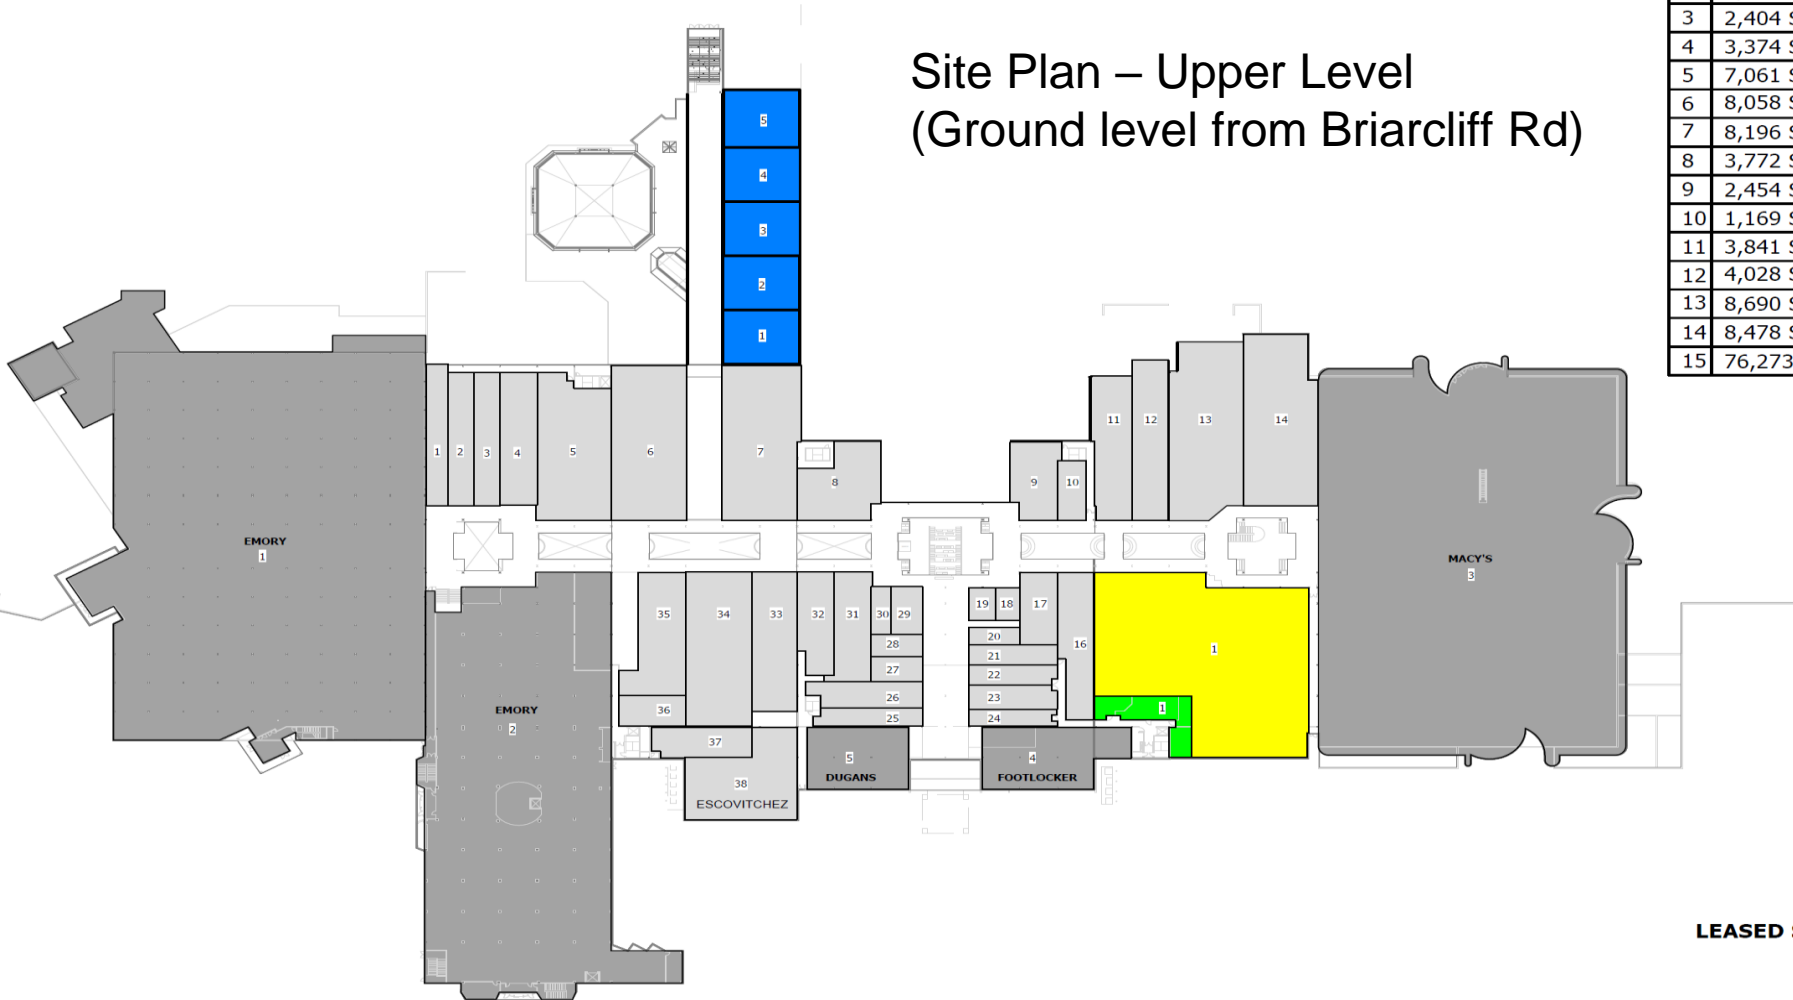 Site Plan – Upper Level
(Ground level from Briarcliff Rd)
3 2,404 S
4 3,374 S
5 7,061 S
6 8,058 S
7 8,196 S
8 3,772 S
9 2,454 S
10 1,169 S
11 3,841 S
12 4,028 S
13 8,690 S
14 8,478 S
15 76,273
5
4
3
2
1
1 2 3 4 5 6 7 8
9 10 11 12 13 14
EMORY
1
MACY'S
3
35 34 33 32 31 30 29
28
27
26
25
36
37
38
ESCOVITCHEZ
19 18 17
20
21
22
23
24
16
1
1
EMORY
2
5
DUGANS
4
FOOTLOCKER
LEASED S